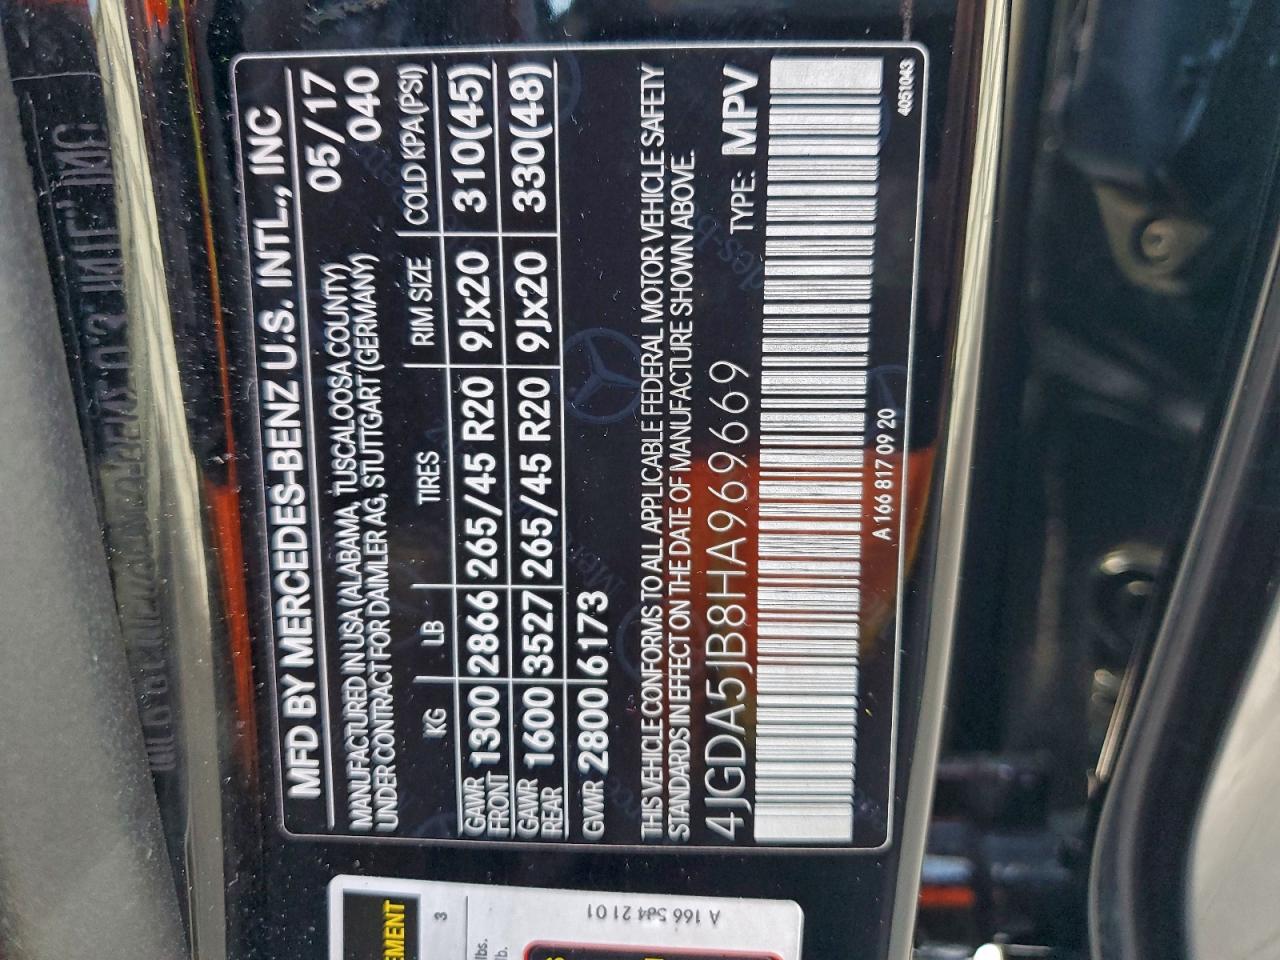 MFD BY MERCEDES-BENZ U.S. INTL., INC
05/17
MANUFACTURED IN USA (ALABAMA, TUSCALOOSA COUNTY) 040
UNDER CONTRACT FOR DAIMLER AG, STUTTGART (GERMANY)
KG LB TIRES RIM SIZE COLD KPA(PSI)
GAWR FRONT 1300 2866 265/45 R20 9Jx20 310(45)
GAWR REAR 1600 3527 265/45 R20 9Jx20 330(48)
GVWR 2800 6173
THIS VEHICLE CONFORMS TO ALL APPLICABLE FEDERAL MOTOR VEHICLE SAFETY
STANDARDS IN EFFECT ON THE DATE OF MANUFACTURE SHOWN ABOVE.
4JGDA5JB8HA969669 TYPE: MPV
A 166 817 09 20
4051043
EMENT
3
lbs.
lb.
A 166 584 21 01